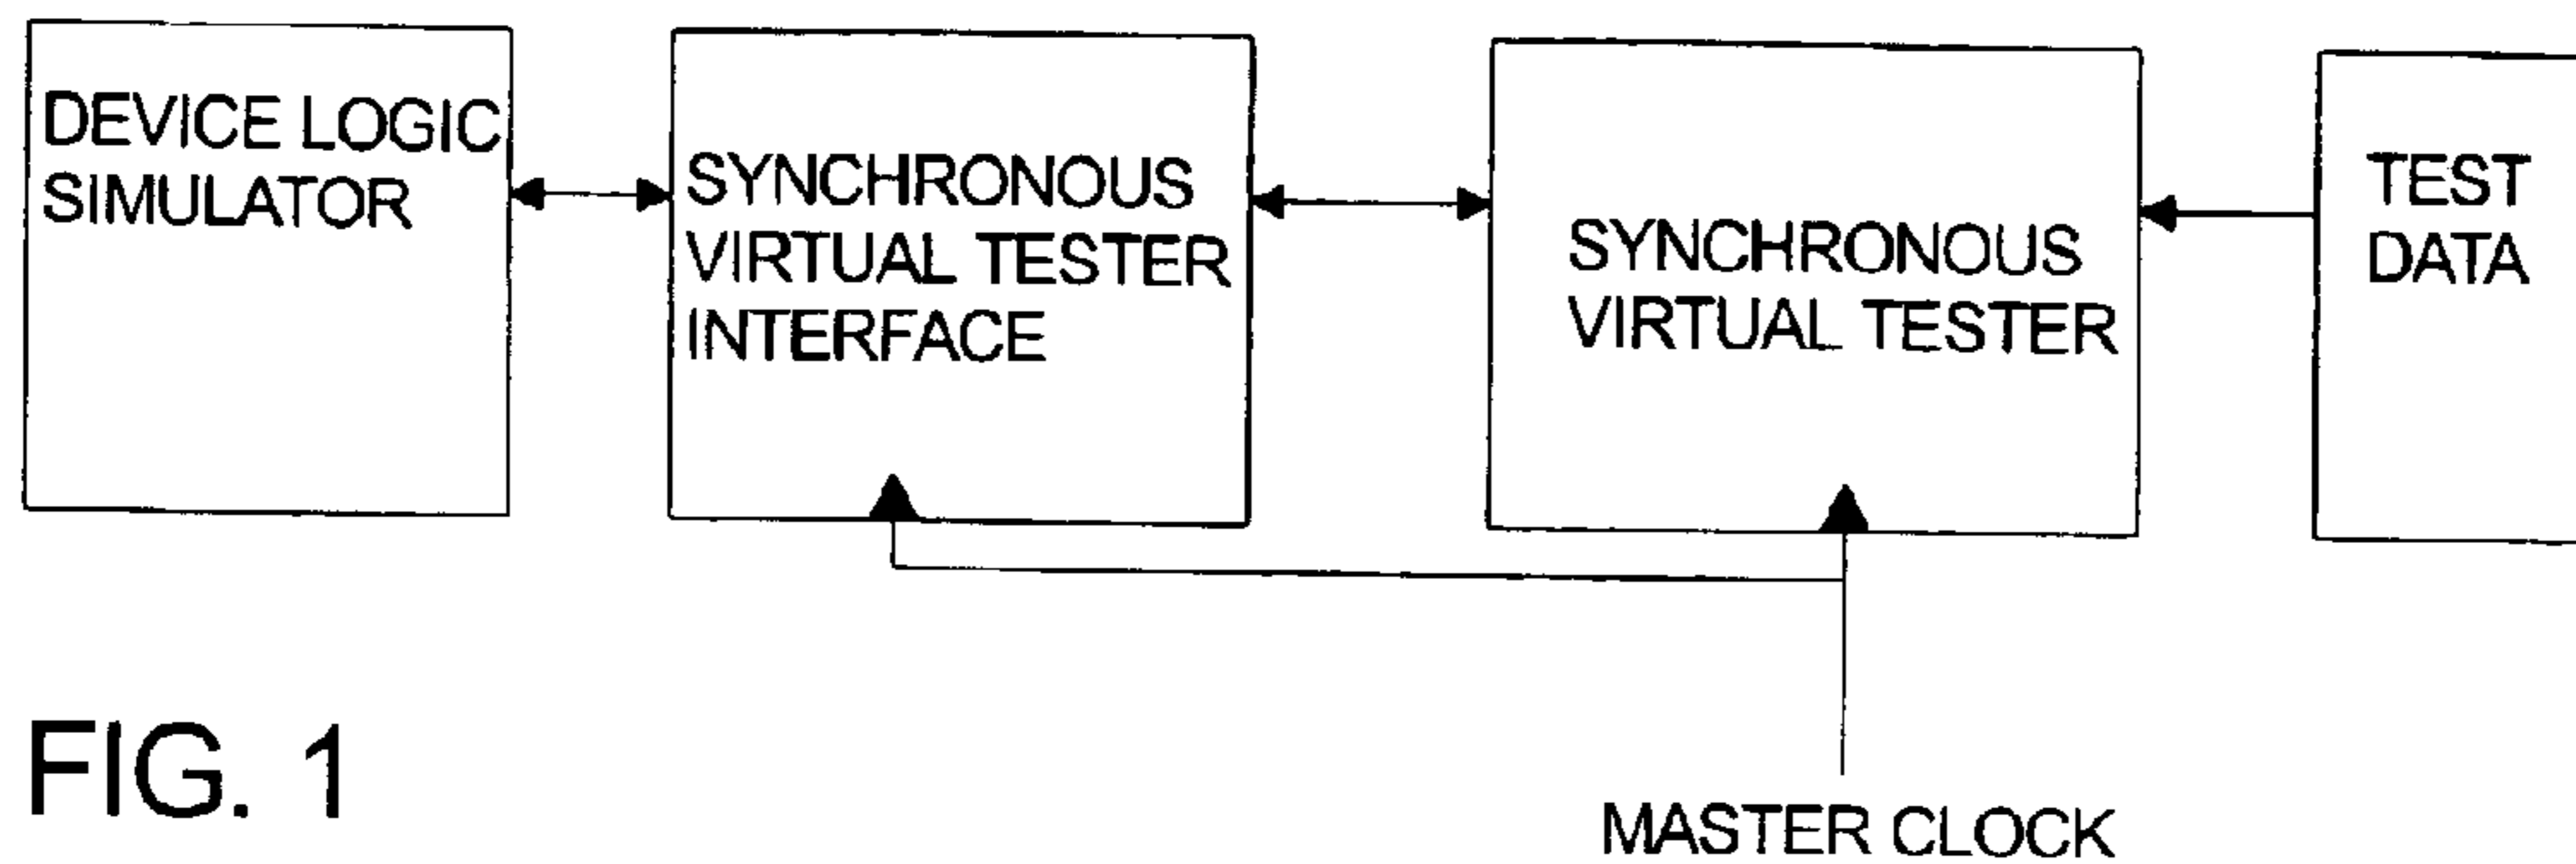 DEVICE LOGIC
SIMULATOR
SYNCHRONOUS
VIRTUAL TESTER
INTERFACE
SYNCHRONOUS
VIRTUAL TESTER
TEST
DATA
FIG. 1
MASTER CLOCK